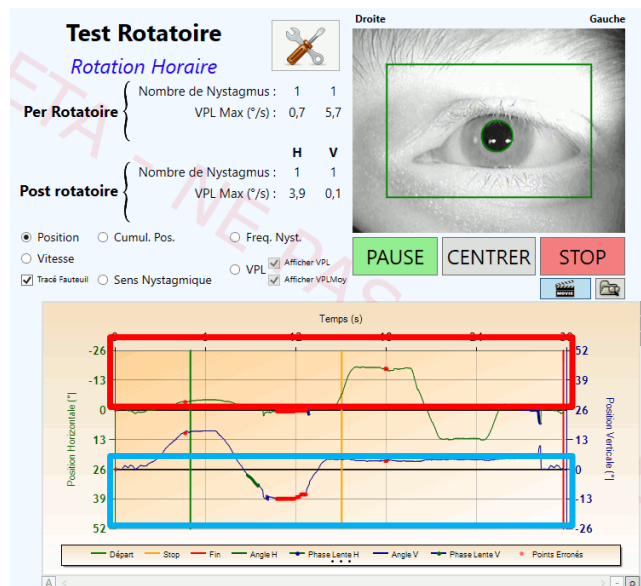 Test Rotatoire
Rotation Horaire
Per Rotatoire
Nombre de Nystagmus : 1 1
VPL Max (°/s) : 0,7 5,7
H V
Post rotatoire
Nombre de Nystagmus : 1 1
VPL Max (°/s) : 3,9 0,1
Position Cumul. Pos. Freq. Nyst.
Vitesse
VPL Afficher VPL
Tracé Fauteuil Sens Nystagmique Afficher VPLMoy
Droite Gauche
PAUSE CENTRER STOP
MOVIE
ETA - NE PAS
Temps (s)
0 6 12 18 30
-26 52
-13 39
0 26
13 13
26 0
39 -13
52 -26
Position Horizontale (°)
Position Verticale (°)
Départ Stop Fin Angle H Phase Lente H Angle V Phase Lente V Points Erronés
A